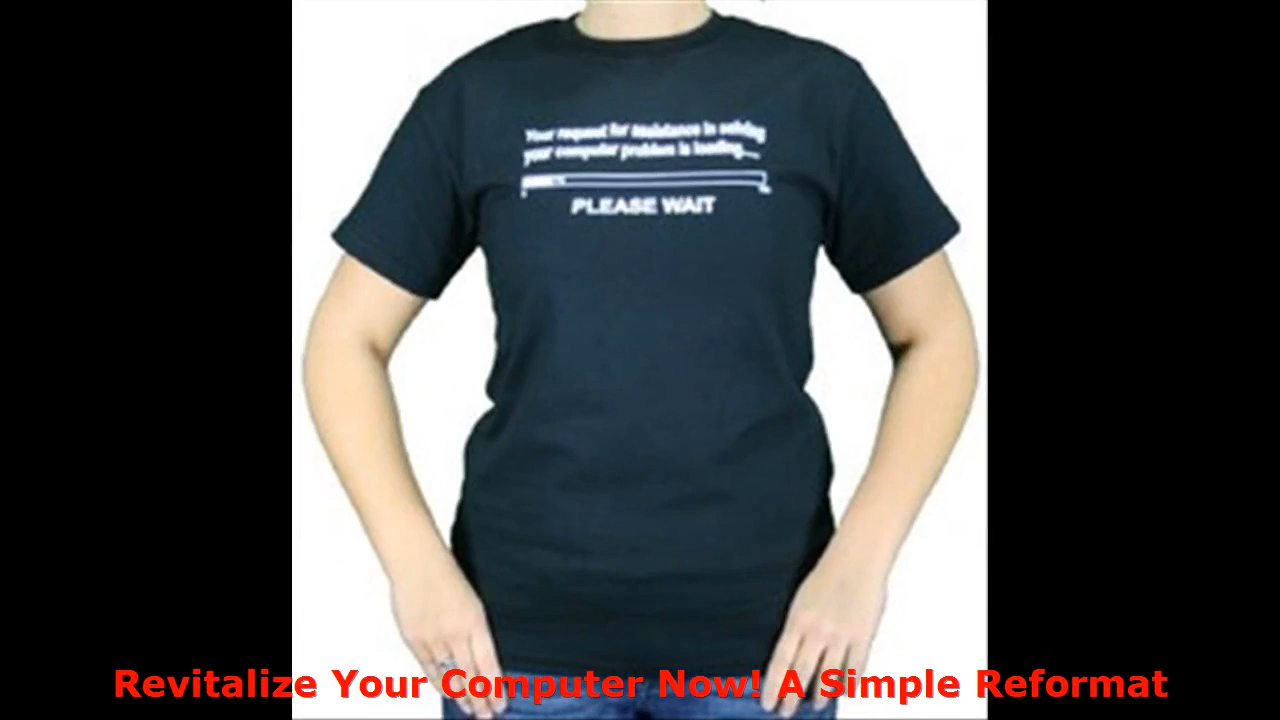 Your request for assistance in solving
your computer problem is loading....
PLEASE WAIT
Revitalize Your Computer Now! A Simple Reformat